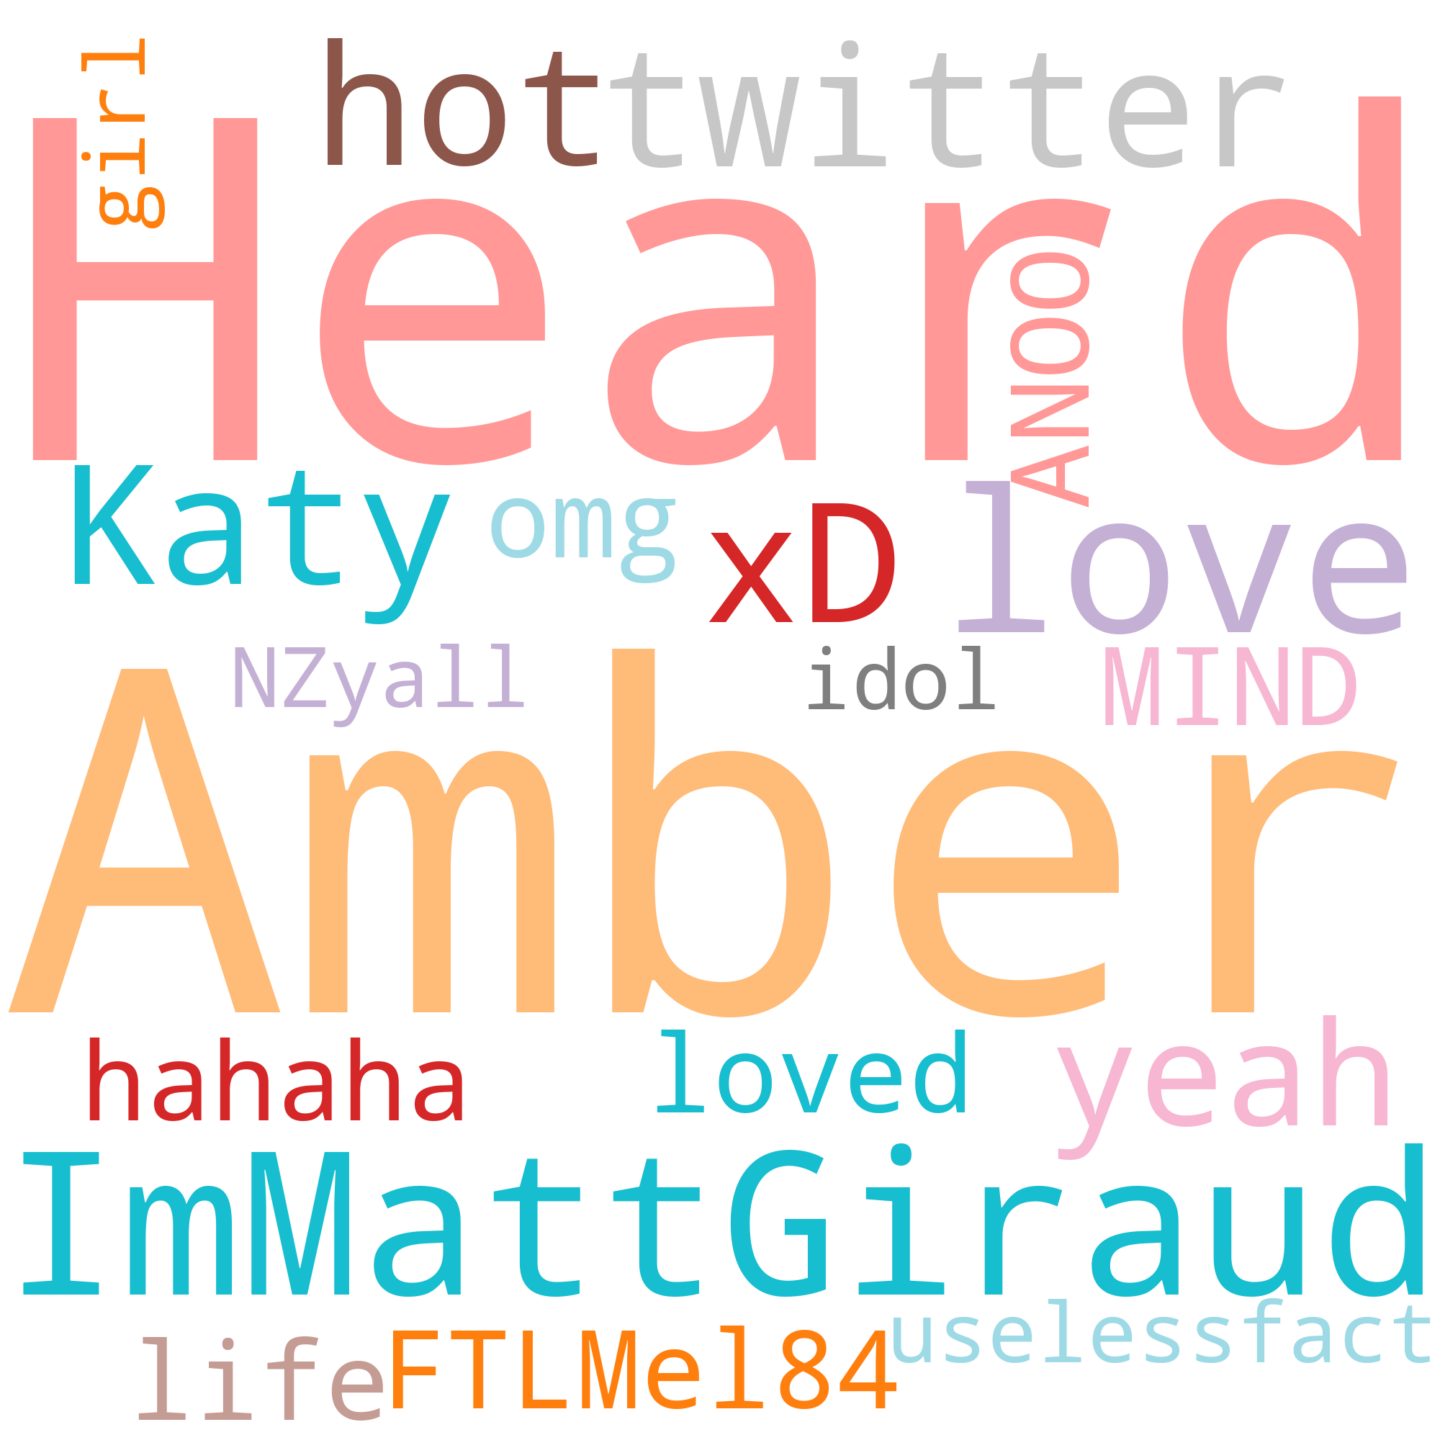 girl
hot
twitter
Heard
ANOO
Katy
omg
xD
love
NZyall
idol
MIND
Amber
hahaha
loved
yeah
ImMattGiraud
life
FTLMel84
uselessfact